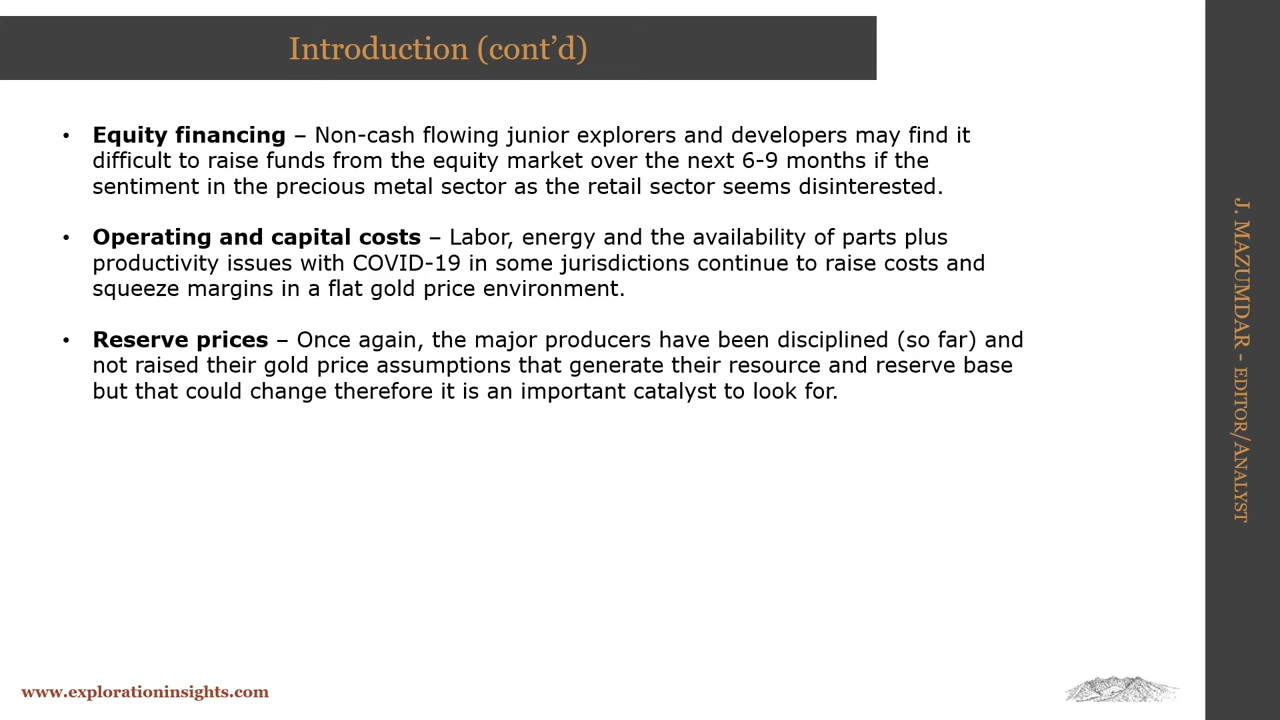 Introduction (cont’d)
• Equity financing – Non-cash flowing junior explorers and developers may find it
difficult to raise funds from the equity market over the next 6-9 months if the
sentiment in the precious metal sector as the retail sector seems disinterested.
• Operating and capital costs – Labor, energy and the availability of parts plus
productivity issues with COVID-19 in some jurisdictions continue to raise costs and
squeeze margins in a flat gold price environment.
• Reserve prices – Once again, the major producers have been disciplined (so far) and
not raised their gold price assumptions that generate their resource and reserve base
but that could change therefore it is an important catalyst to look for.
J. MAZUMDAR - EDITOR/ANALYST
www.explorationinsights.com